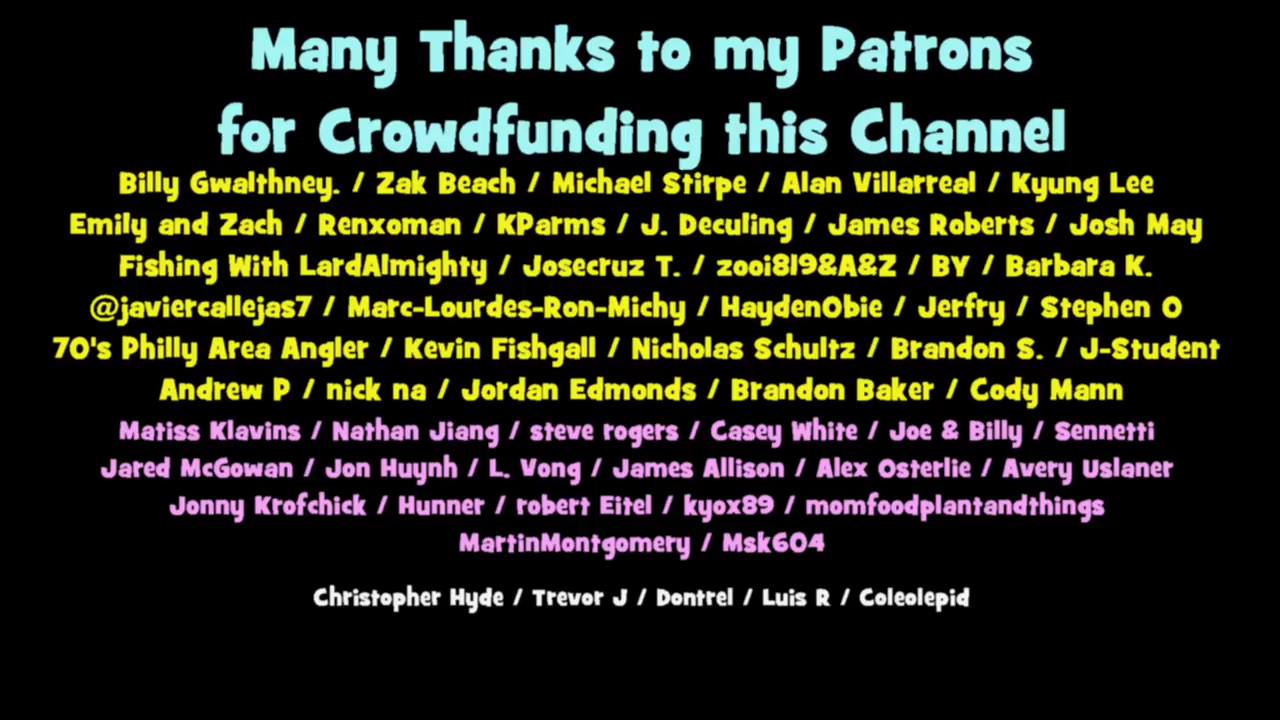 Many Thanks to my Patrons
for Crowdfunding this Channel
Billy Gwalthney. / Zak Beach / Michael Stirpe / Alan Villarreal / Kyung Lee
Emily and Zach / Renxoman / KParms / J. Deculing / James Roberts / Josh May
Fishing With LardAlmighty / Josecruz T. / zooi819&A&Z / BY / Barbara K.
@javiercallejas7 / Marc-Lourdes-Ron-Michy / HaydenObie / Jerfry / Stephen O
70's Philly Area Angler / Kevin Fishgall / Nicholas Schultz / Brandon S. / J-Student
Andrew P / nick na / Jordan Edmonds / Brandon Baker / Cody Mann
Matiss Klavins / Nathan Jiang / steve rogers / Casey White / Joe & Billy / Sennetti
Jared McGowan / Jon Huynh / L. Vong / James Allison / Alex Osterlie / Avery Uslaner
Jonny Krofchick / Hunner / robert Eitel / kyox89 / momfoodplantandthings
MartinMontgomery / Msk604
Christopher Hyde / Trevor J / Dontrel / Luis R / Coleolepid